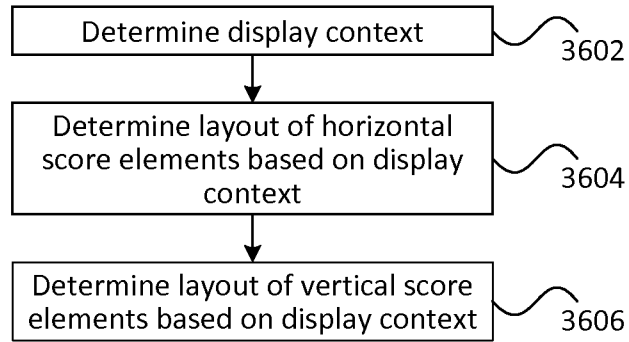 Determine display context
3602
Determine layout of horizontal
score elements based on display
context
3604
Determine layout of vertical score
elements based on display context
3606